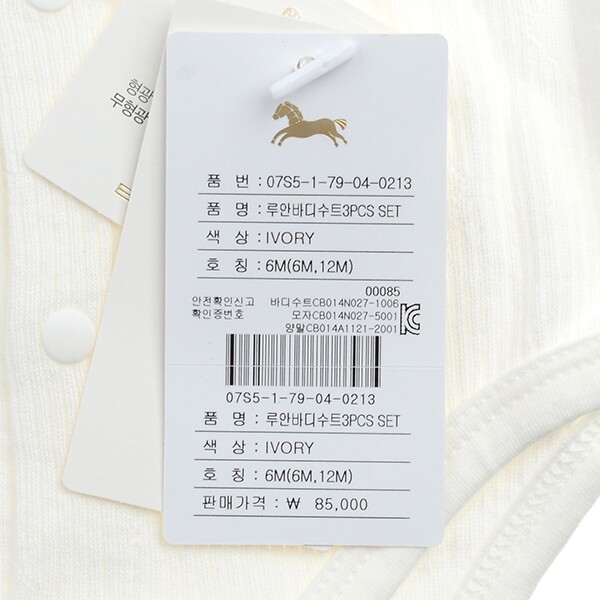 형광
무형광
품 번 : 07S5-1-79-04-0213
품 명 : 루안바디수트3PCS SET
색 상 : IVORY
호 칭 : 6M(6M,12M)
00085
안전확인신고 바디수트CB014N027-1006
확인증번호 모자CB014N027-5001
양말CB014A1121-2001
07S5-1-79-04-0213
품 명 : 루안바디수트3PCS SET
색 상 : IVORY
호 칭 : 6M(6M,12M)
판매가격 : ₩ 85,000